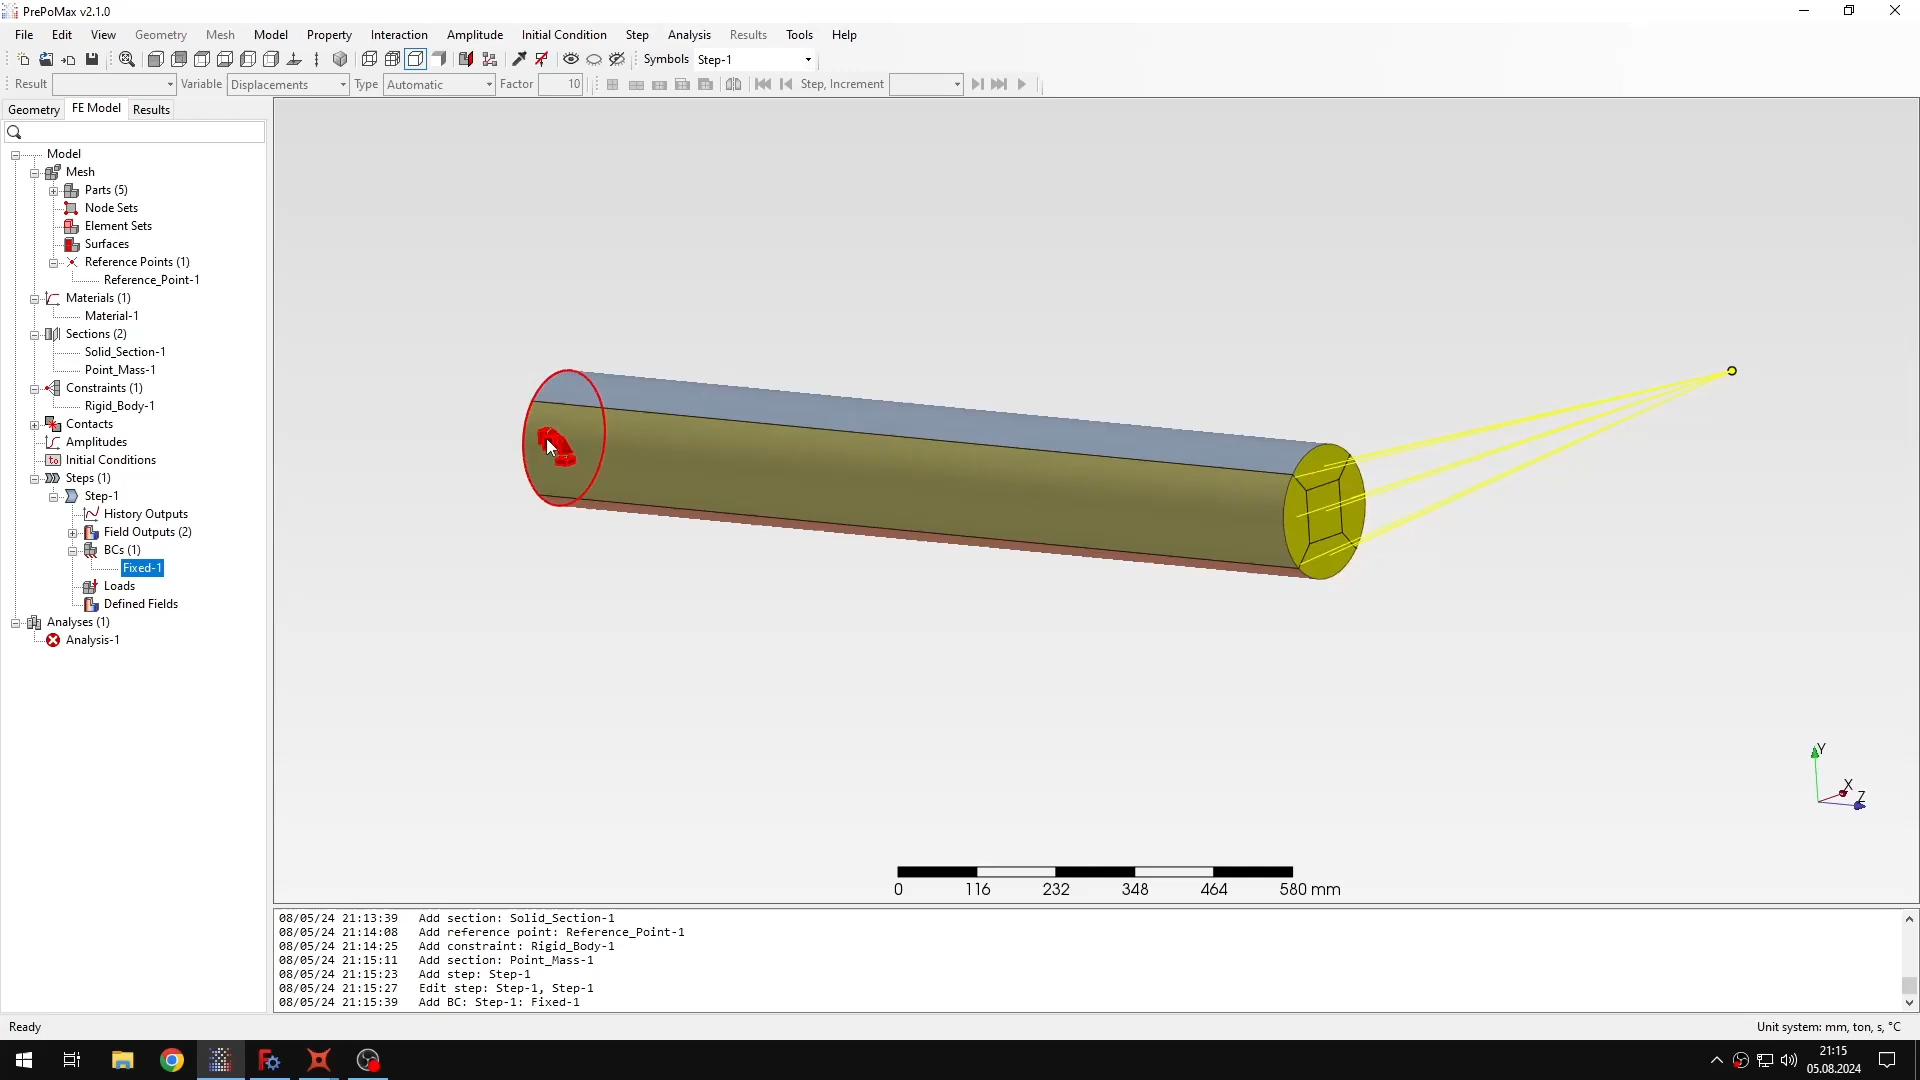 PrePoMax v2.1.0
File Edit View Geometry Mesh Model Property Interaction Amplitude Initial Condition Step Analysis Results Tools Help
Symbols Step-1
Result Variable Displacements Type Automatic Factor 10 Step, Increment
Geometry FE Model Results
Model
Mesh
Parts (5)
Node Sets
Element Sets
Surfaces
Reference Points (1)
Reference_Point-1
Materials (1)
Material-1
Sections (2)
Solid_Section-1
Point_Mass-1
Constraints (1)
Rigid_Body-1
Contacts
Amplitudes
Initial Conditions
Steps (1)
Step-1
History Outputs
Field Outputs (2)
BCs (1)
Fixed-1
Loads
Defined Fields
Analyses (1)
Analysis-1
Y
X
Z
0 116 232 348 464 580 mm
08/05/24 21:13:39 Add section: Solid_Section-1
08/05/24 21:14:08 Add reference point: Reference_Point-1
08/05/24 21:14:25 Add constraint: Rigid_Body-1
08/05/24 21:15:11 Add section: Point_Mass-1
08/05/24 21:15:23 Add step: Step-1
08/05/24 21:15:27 Edit step: Step-1, Step-1
08/05/24 21:15:39 Add BC: Step-1: Fixed-1
Ready
Unit system: mm, ton, s, °C
21:15
05.08.2024